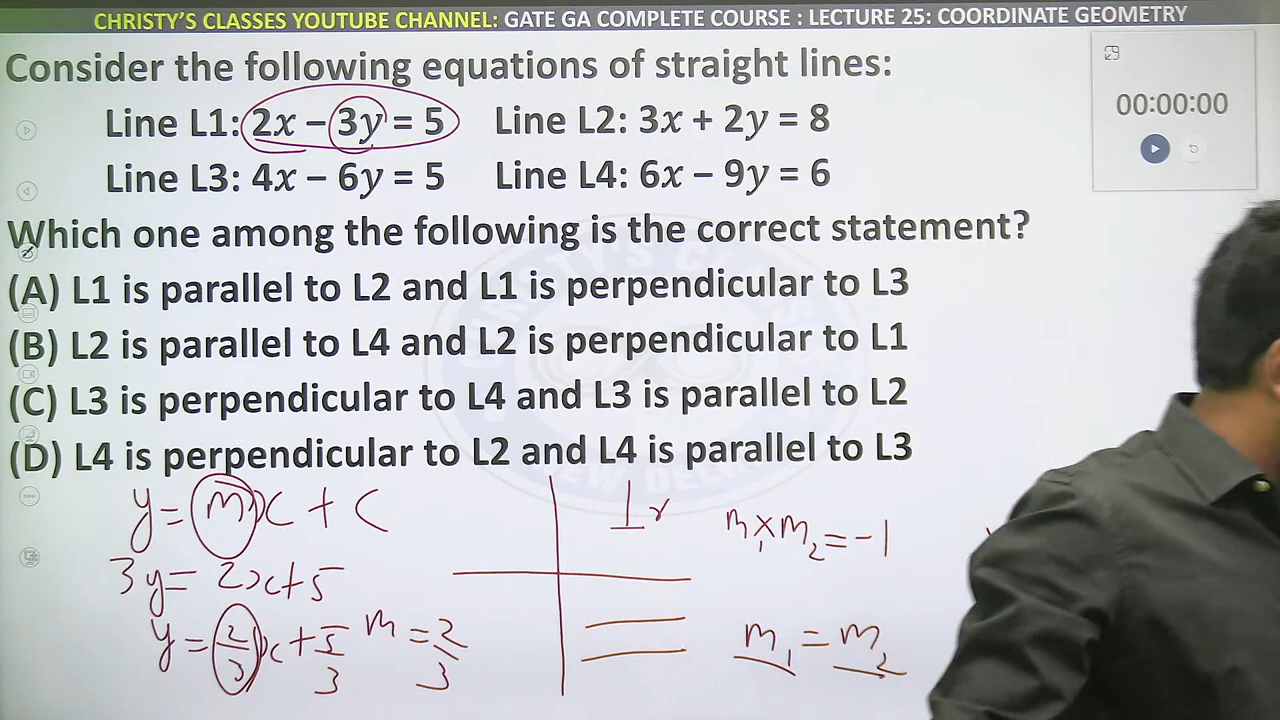 CHRISTY'S CLASSES YOUTUBE CHANNEL: GATE GA COMPLETE COURSE : LECTURE 25: COORDINATE GEOMETRY
Consider the following equations of straight lines:
Line L1: 2x − 3y = 5 Line L2: 3x + 2y = 8
Line L3: 4x − 6y = 5 Line L4: 6x − 9y = 6
00:00:00
Which one among the following is the correct statement?
(A) L1 is parallel to L2 and L1 is perpendicular to L3
(B) L2 is parallel to L4 and L2 is perpendicular to L1
(C) L3 is perpendicular to L4 and L3 is parallel to L2
(D) L4 is perpendicular to L2 and L4 is parallel to L3
y = mx + c
⊥r m₁ × m₂ = -1
3y = 2x + 5
y = 2/3 x + 5/3 m = 2/3
m₁ = m₂